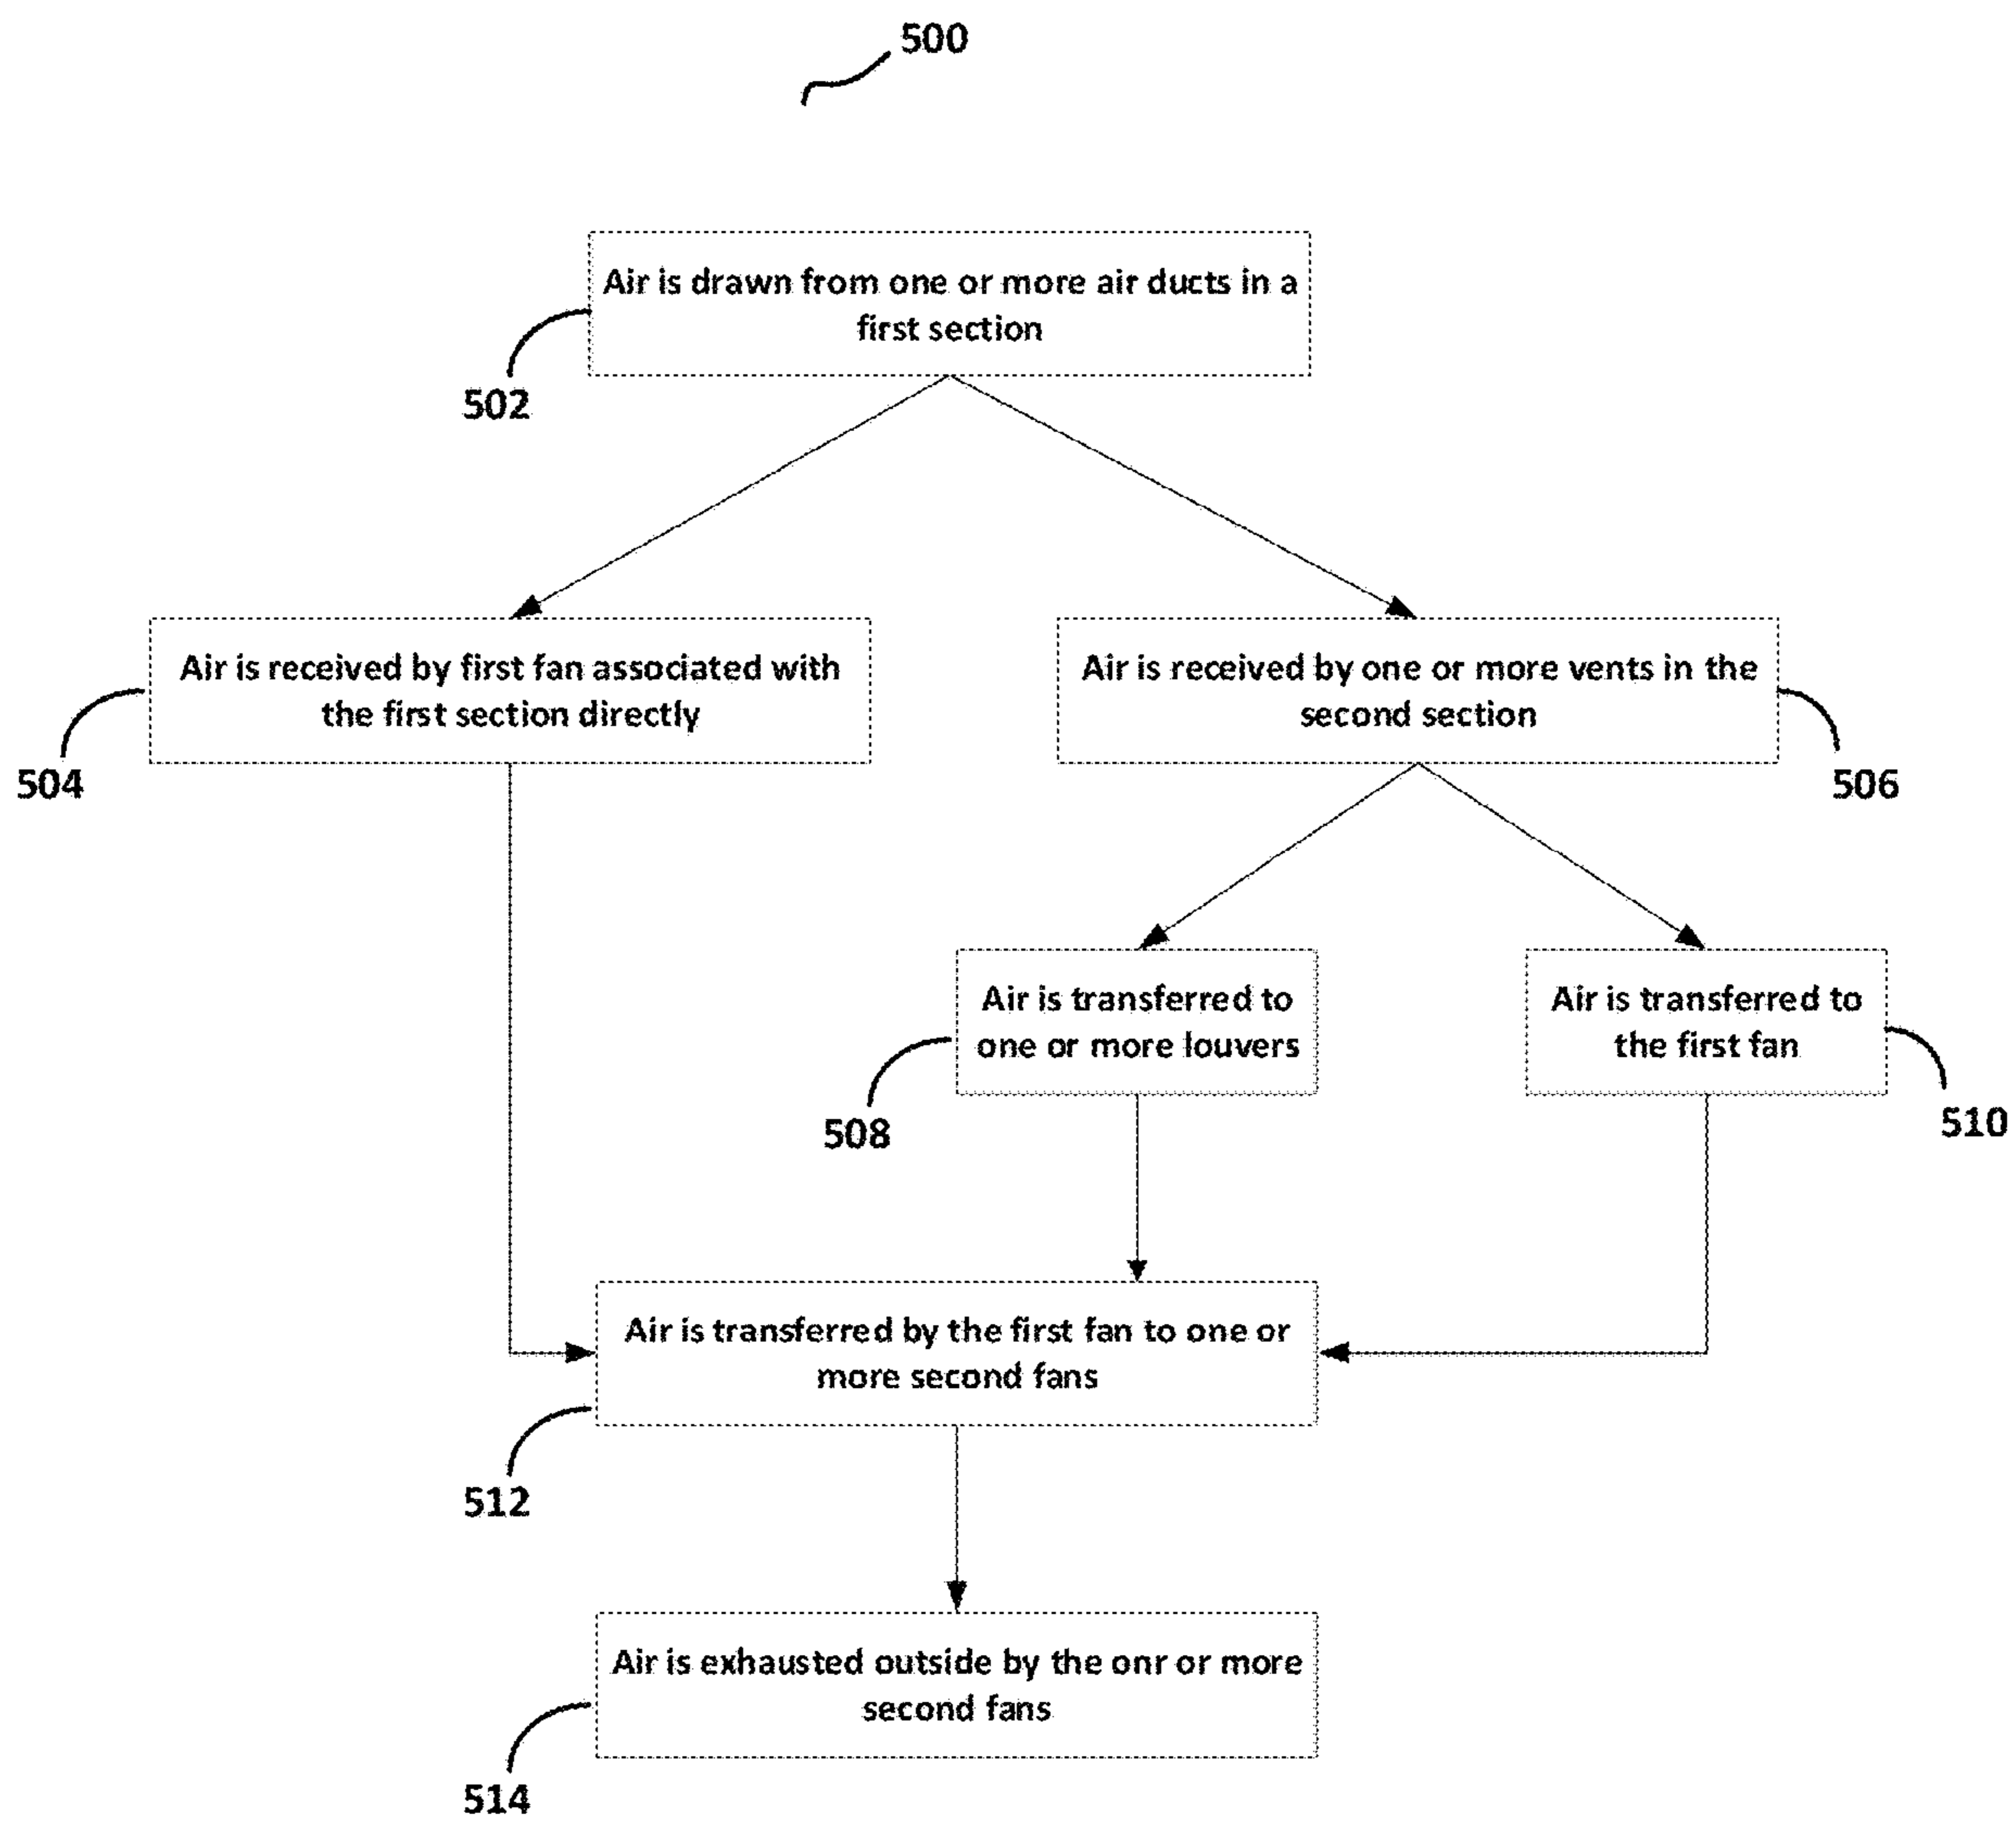 500
Air is drawn from one or more air ducts in a
first section
502
Air is received by first fan associated with
the first section directly
504
Air is received by one or more vents in the
second section
506
Air is transferred to
one or more louvers
508
Air is transferred to
the first fan
510
Air is transferred by the first fan to one or
more second fans
512
Air is exhausted outside by the onr or more
second fans
514